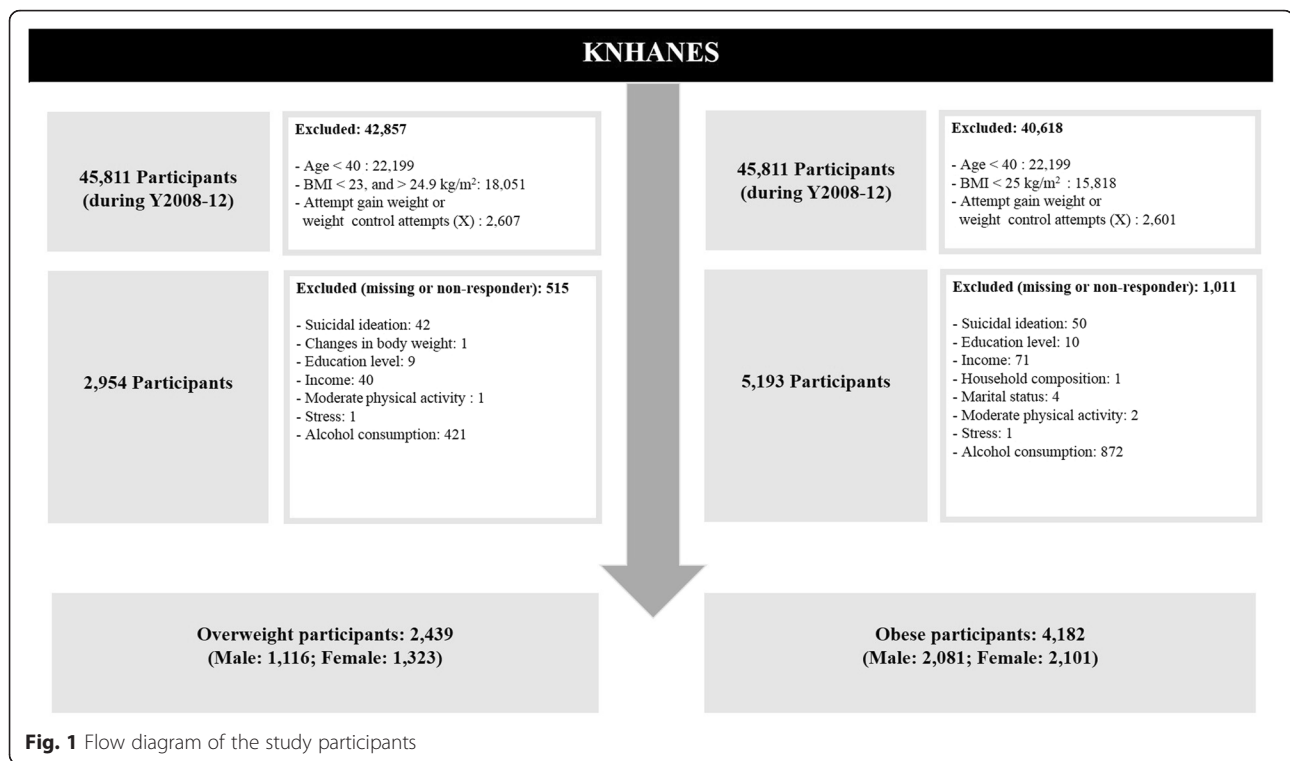 KNHANES
45,811 Participants
(during Y2008-12)
Excluded: 42,857
- Age < 40 : 22,199
- BMI < 23, and > 24.9 kg/m²: 18,051
- Attempt gain weight or
weight control attempts (X) : 2,607
2,954 Participants
Excluded (missing or non-responder): 515
- Suicidal ideation: 42
- Changes in body weight: 1
- Education level: 9
- Income: 40
- Moderate physical activity : 1
- Stress: 1
- Alcohol consumption: 421
Overweight participants: 2,439
(Male: 1,116; Female: 1,323)
45,811 Participants
(during Y2008-12)
Excluded: 40,618
- Age < 40 : 22,199
- BMI < 25 kg/m² : 15,818
- Attempt gain weight or
weight control attempts (X) : 2,601
5,193 Participants
Excluded (missing or non-responder): 1,011
- Suicidal ideation: 50
- Education level: 10
- Income: 71
- Household composition: 1
- Marital status: 4
- Moderate physical activity: 2
- Stress: 1
- Alcohol consumption: 872
Obese participants: 4,182
(Male: 2,081; Female: 2,101)
Fig. 1 Flow diagram of the study participants